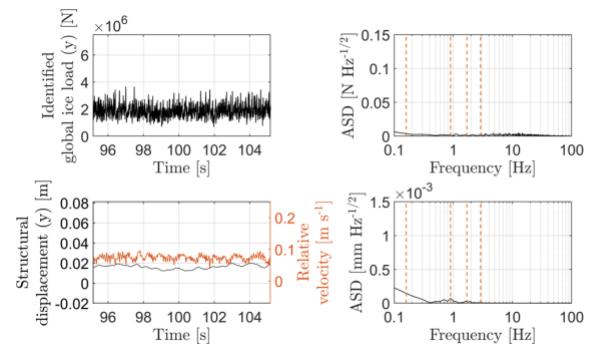 ×10⁶
Identified
global ice load (y) [N]
6
4
2
0
96 98 100 102 104
Time [s]
ASD [N Hz⁻¹/²]
0.15
0.1
0.05
0
0.1 1 10 100
Frequency [Hz]
Structural
displacement (y) [m]
0.08
0.06
0.04
0.02
0
-0.02
96 98 100 102 104
Time [s]
0.2
0.1
0
Relative
velocity [m s⁻¹]
×10⁻³
ASD [mm Hz⁻¹/²]
1.5
1
0.5
0
0.1 1 10 100
Frequency [Hz]